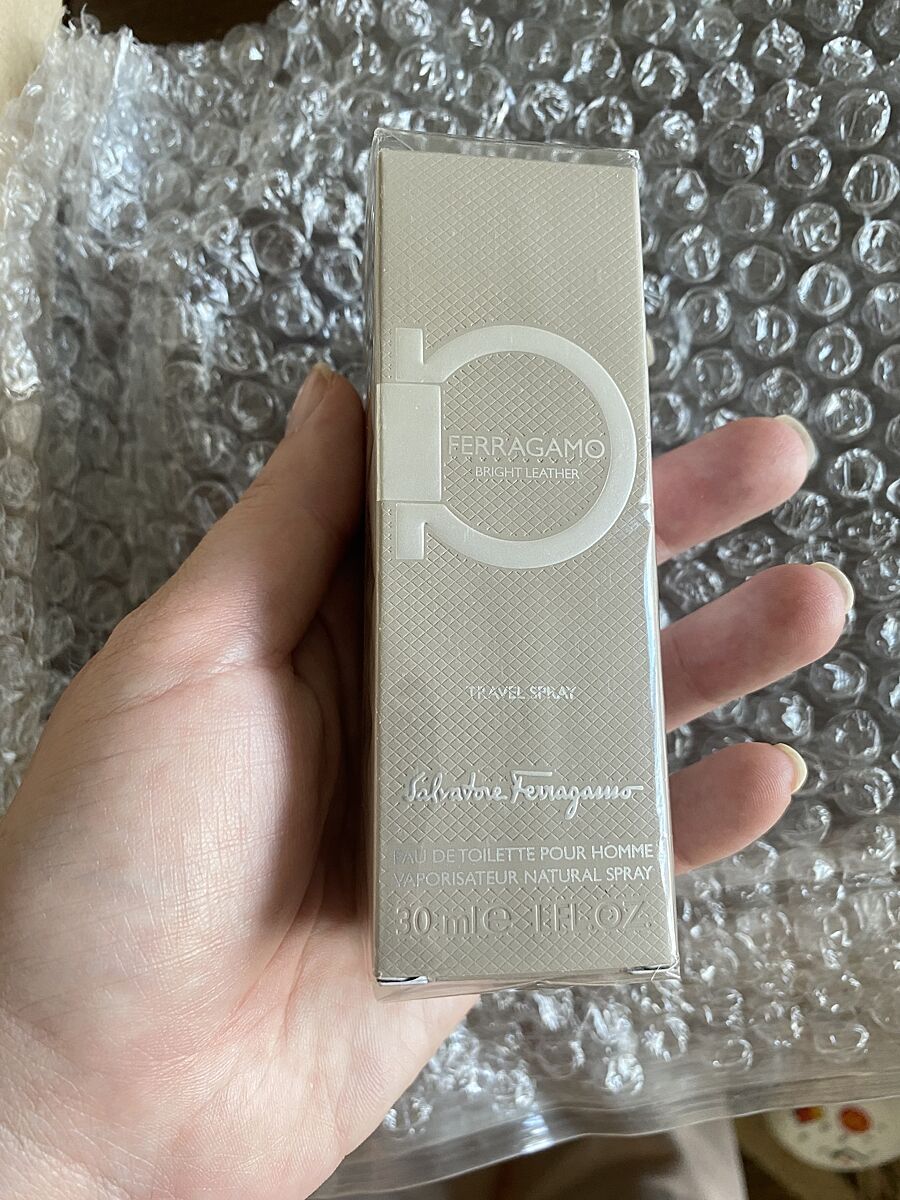 FERRAGAMO
BRIGHT LEATHER
TRAVEL SPRAY
Salvatore Ferragamo
EAU DE TOILETTE POUR HOMME
VAPORISATEUR NATURAL SPRAY
30 ml e 1 FL. OZ.